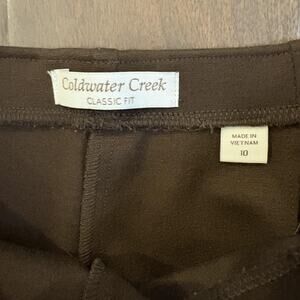 Coldwater Creek
CLASSIC FIT
MADE IN
VIETNAM
10